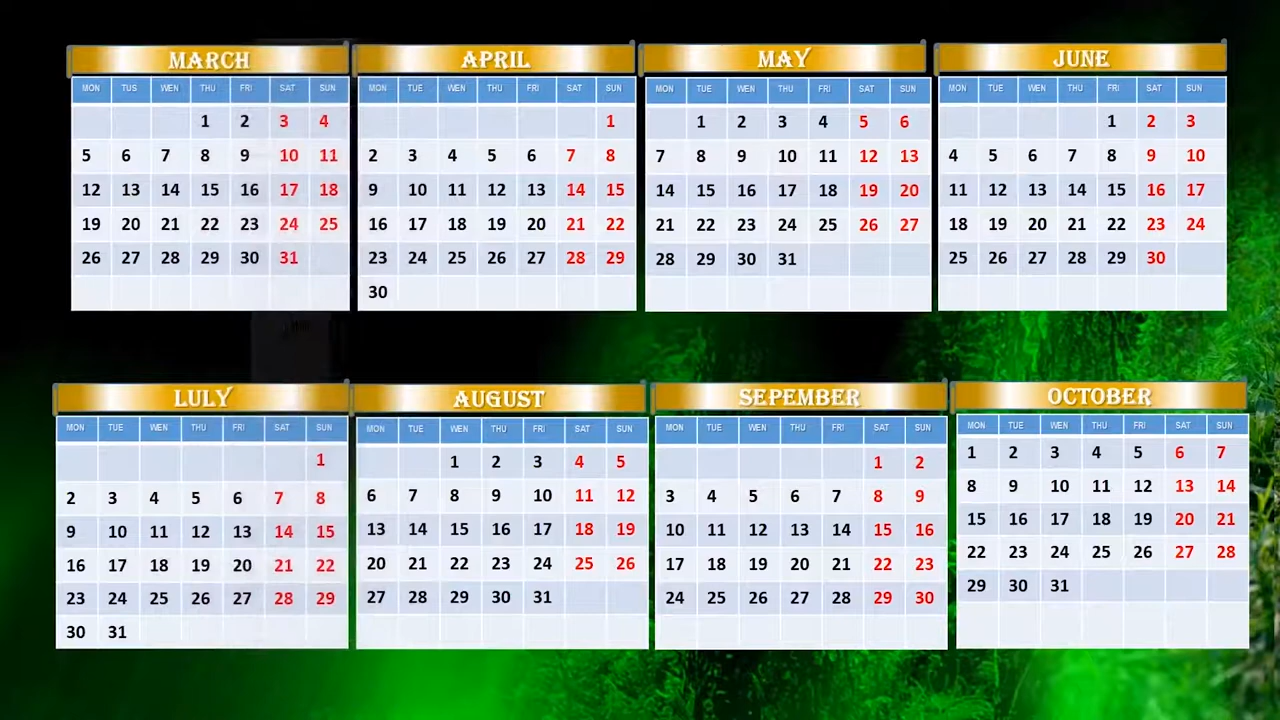 MARCH
MON TUS WEN THU FRI SAT SUN
1 2 3 4
5 6 7 8 9 10 11
12 13 14 15 16 17 18
19 20 21 22 23 24 25
26 27 28 29 30 31
APRIL
MON TUE WEN THU FRI SAT SUN
1
2 3 4 5 6 7 8
9 10 11 12 13 14 15
16 17 18 19 20 21 22
23 24 25 26 27 28 29
30
MAY
MON TUE WEN THU FRI SAT SUN
1 2 3 4 5 6
7 8 9 10 11 12 13
14 15 16 17 18 19 20
21 22 23 24 25 26 27
28 29 30 31
JUNE
MON TUE WEN THU FRI SAT SUN
1 2 3
4 5 6 7 8 9 10
11 12 13 14 15 16 17
18 19 20 21 22 23 24
25 26 27 28 29 30
LULY
MON TUE WEN THU FRI SAT SUN
1
2 3 4 5 6 7 8
9 10 11 12 13 14 15
16 17 18 19 20 21 22
23 24 25 26 27 28 29
30 31
AUGUST
MON TUE WEN THU FRI SAT SUN
1 2 3 4 5
6 7 8 9 10 11 12
13 14 15 16 17 18 19
20 21 22 23 24 25 26
27 28 29 30 31
SEPEMBER
MON TUE WEN THU FRI SAT SUN
1 2
3 4 5 6 7 8 9
10 11 12 13 14 15 16
17 18 19 20 21 22 23
24 25 26 27 28 29 30
OCTOBER
MON TUE WEN THU FRI SAT SUN
1 2 3 4 5 6 7
8 9 10 11 12 13 14
15 16 17 18 19 20 21
22 23 24 25 26 27 28
29 30 31